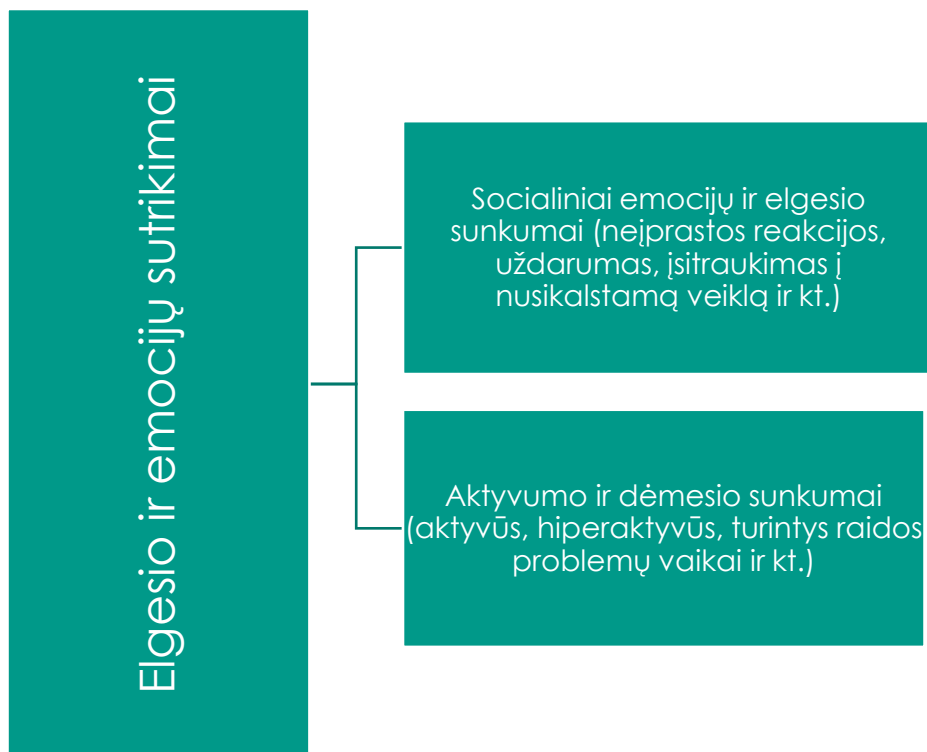 Elgesio ir emocijų sutrikimai
Socialiniai emocijų ir elgesio
sunkumai (neįprastos reakcijos,
uždarumas, įsitraukimas į
nusikalstamą veiklą ir kt.)
Aktyvumo ir dėmesio sunkumai
(aktyvūs, hiperaktyvūs, turintys raidos
problemų vaikai ir kt.)